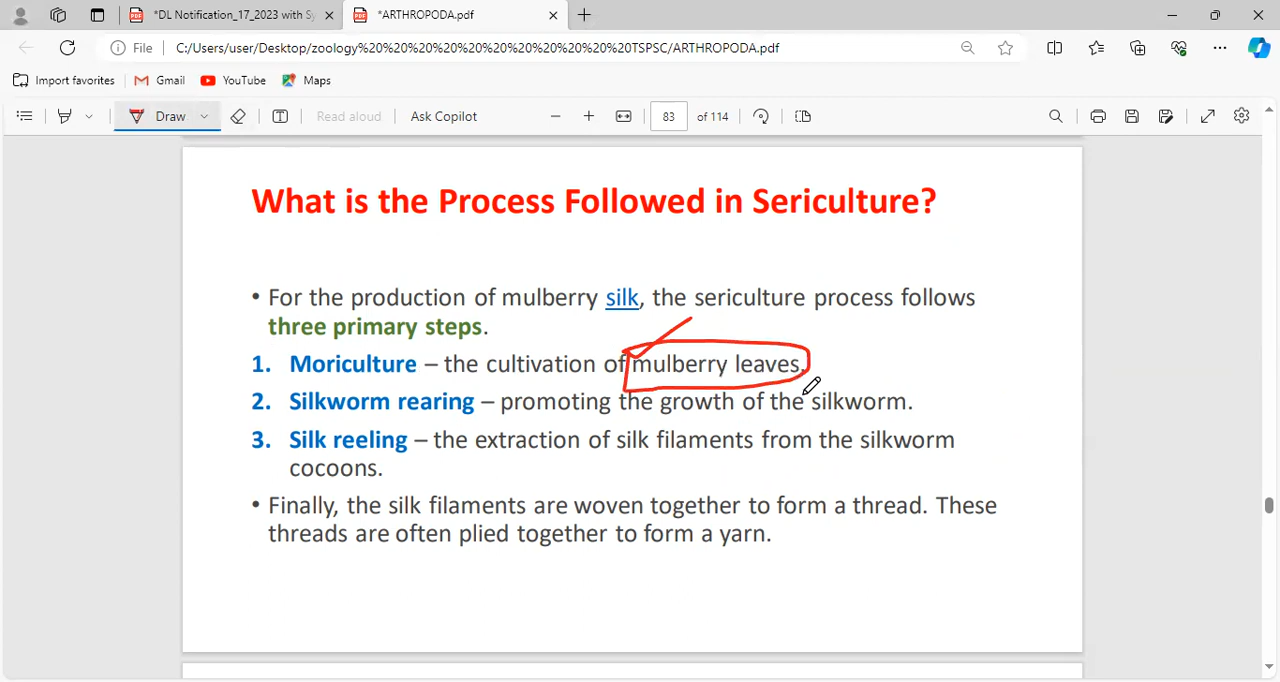 *DL Notification_17_2023 with Sy
*ARTHROPODA.pdf
File
C:/Users/user/Desktop/zoology%20%20%20%20%20%20%20%20%20%20TSPSC/ARTHROPODA.pdf
Import favorites
Gmail
YouTube
Maps
Draw
Read aloud
Ask Copilot
83
of 114
What is the Process Followed in Sericulture?
• For the production of mulberry silk, the sericulture process follows
three primary steps.
1. Moriculture – the cultivation of mulberry leaves.
2. Silkworm rearing – promoting the growth of the silkworm.
3. Silk reeling – the extraction of silk filaments from the silkworm
cocoons.
• Finally, the silk filaments are woven together to form a thread. These
threads are often plied together to form a yarn.